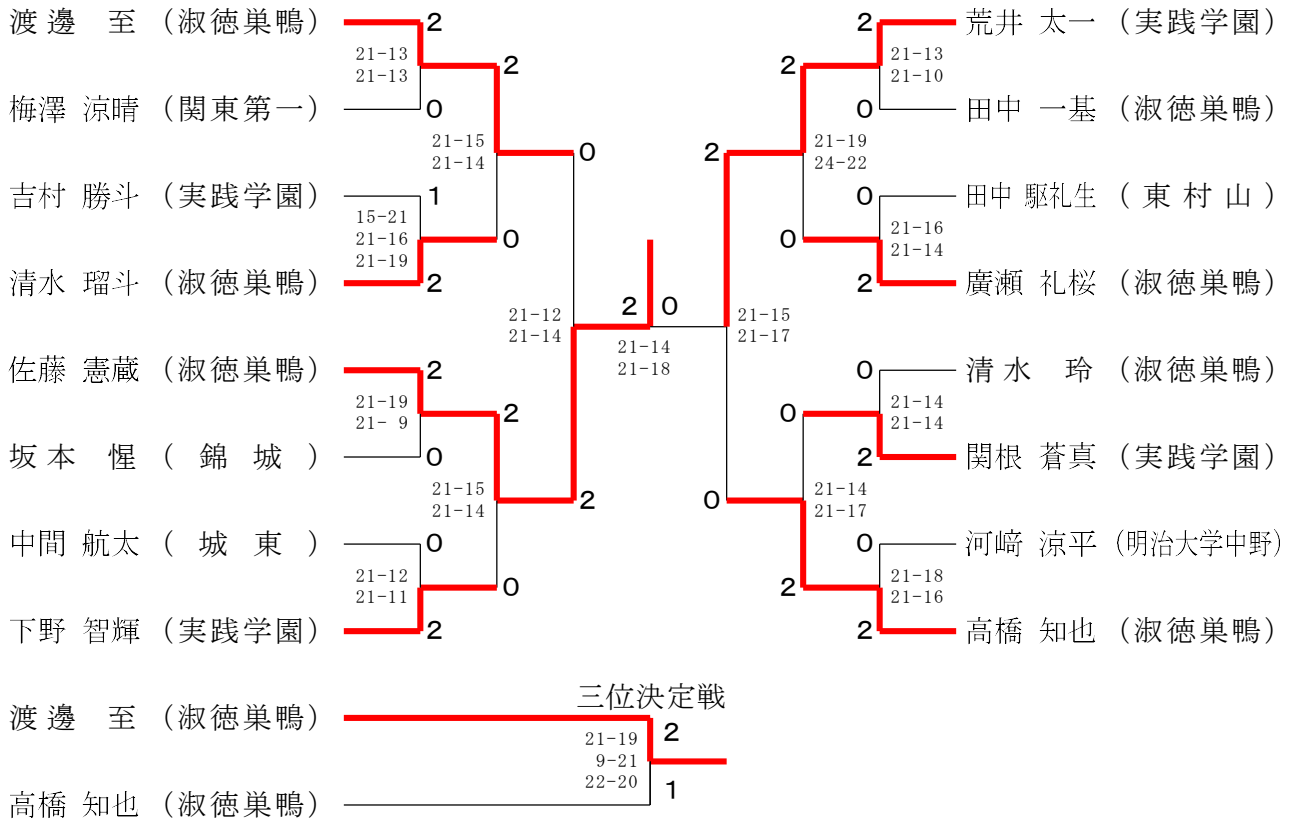 渡邊 至 (淑徳巣鴨) 2 2 荒井 太一 (実践学園)
21-13 2 2 21-13
21-13 21-10
梅澤 涼晴 (関東第一) 0 0 田中 一基 (淑徳巣鴨)
21-15 0 2 21-19
21-14 24-22
吉村 勝斗 (実践学園) 1 0 田中 駆礼生 (東村山)
15-21 21-16
21-16 0 0 21-14
21-19
清水 瑠斗 (淑徳巣鴨) 2 2 廣瀬 礼桜 (淑徳巣鴨)
21-12 2 0 21-15
21-14 21-17
21-14
21-18
佐藤 憲蔵 (淑徳巣鴨) 2 0 清水 玲 (淑徳巣鴨)
21-19 2 0 21-14
21- 9 21-14
坂本 惺 (錦城) 0 2 関根 蒼真 (実践学園)
21-15 2 0 21-14
21-14 21-17
中間 航太 (城東) 0 0 河﨑 涼平 (明治大学中野)
21-12 0 2 21-18
21-11 21-16
下野 智輝 (実践学園) 2 2 高橋 知也 (淑徳巣鴨)
三位決定戦
渡邊 至 (淑徳巣鴨) 2
21-19
9-21
22-20
高橋 知也 (淑徳巣鴨) 1